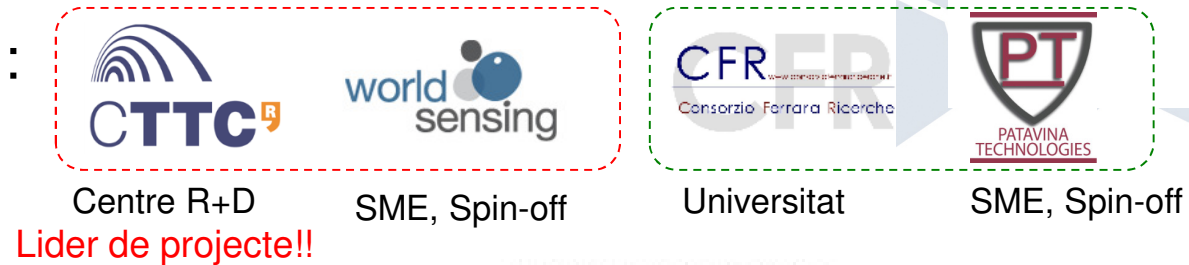 :
CTTC R
world
sensing
CFR
Consorzio Ferrara Ricerche
PT
PATAVINA
TECHNOLOGIES
Centre R+D
SME, Spin-off
Universitat
SME, Spin-off
Lider de projecte!!